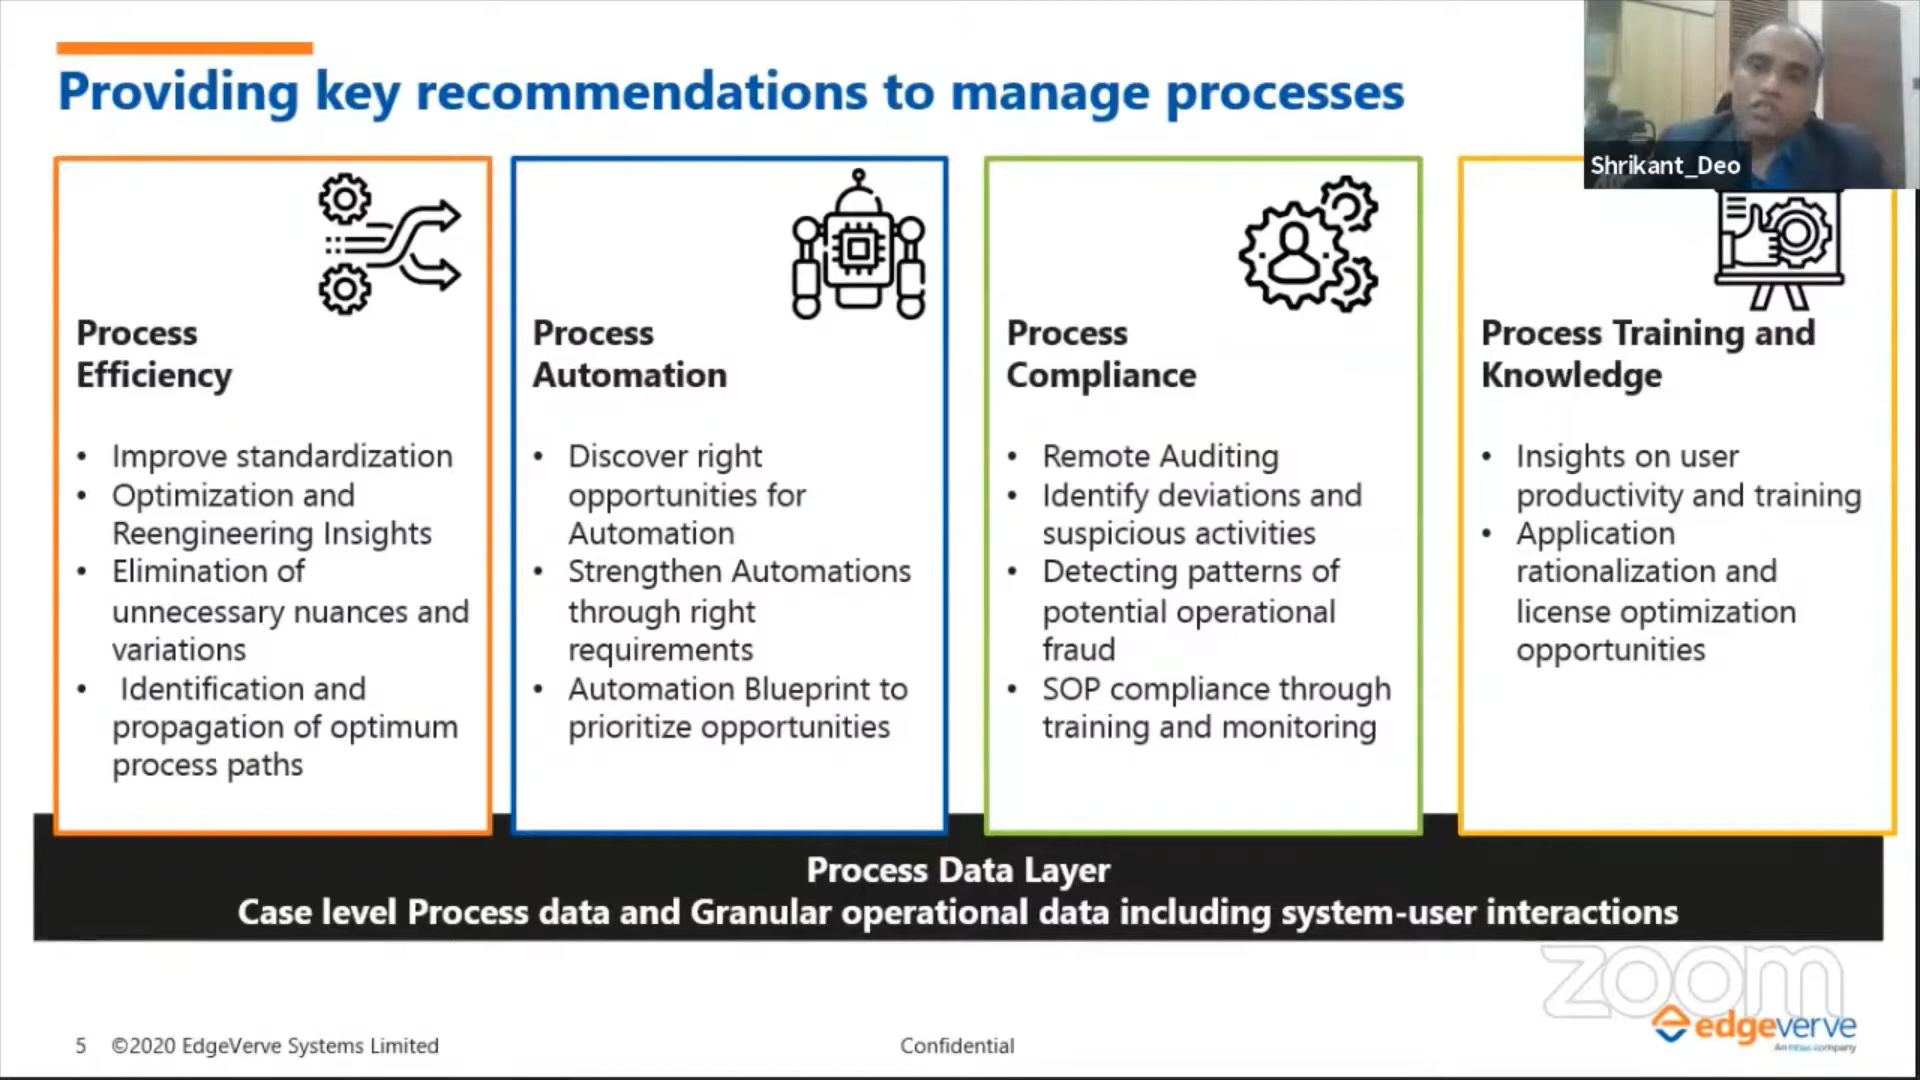 Providing key recommendations to manage processes
Shrikant_Deo
Process
Efficiency
• Improve standardization
• Optimization and
Reengineering Insights
• Elimination of
unnecessary nuances and
variations
• Identification and
propagation of optimum
process paths
Process
Automation
• Discover right
opportunities for
Automation
• Strengthen Automations
through right
requirements
• Automation Blueprint to
prioritize opportunities
Process
Compliance
• Remote Auditing
• Identify deviations and
suspicious activities
• Detecting patterns of
potential operational
fraud
• SOP compliance through
training and monitoring
Process Training and
Knowledge
• Insights on user
productivity and training
• Application
rationalization and
license optimization
opportunities
Process Data Layer
Case level Process data and Granular operational data including system-user interactions
zoom
edgeverve
An Infosys company
5 ©2020 EdgeVerve Systems Limited
Confidential